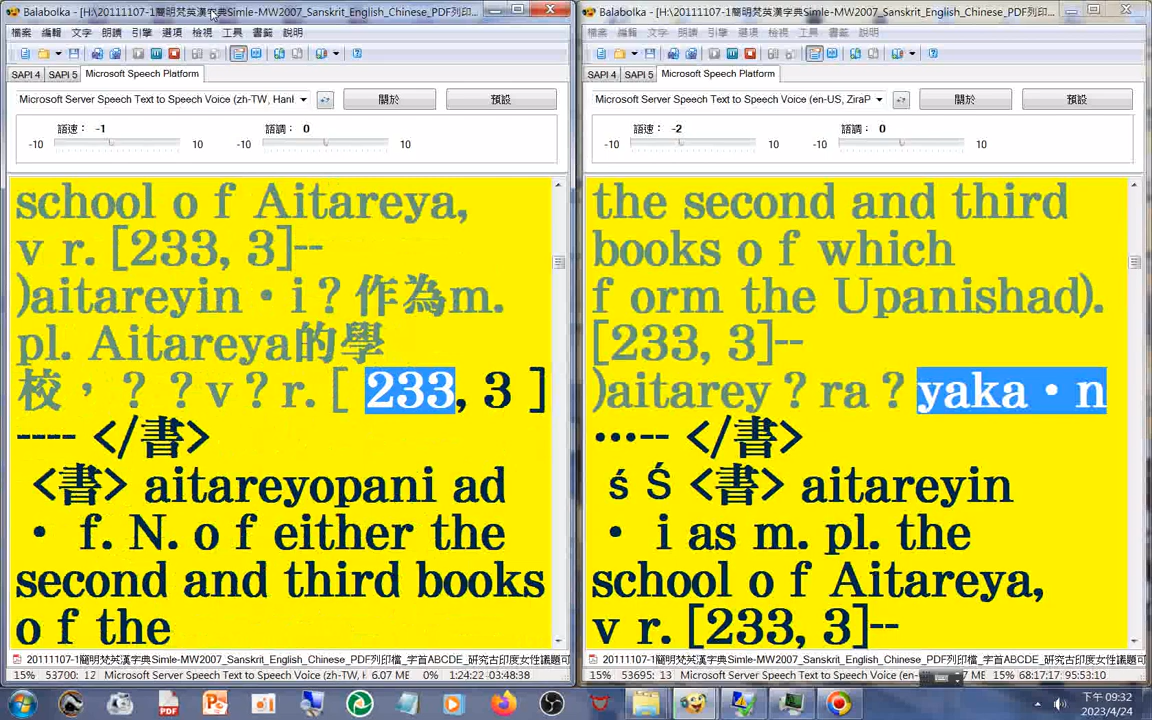 Balabolka - [H:\20111107-1簡明梵英漢字典Simle-MW2007_Sanskrit_English_Chinese_PDF列印...
檔案 編輯 文字 朗讀 引擎 選項 檢視 工具 書籤 說明
SAPI 4 SAPI 5 Microsoft Speech Platform
Microsoft Server Speech Text to Speech Voice (zh-TW, Hanl
關於 預設
語速： -1 語調： 0
-10 10 -10 10
school o f Aitareya,
v r. [233, 3]--
)aitareyin‧i？作為m.
pl. Aitareya的學
校，？？v？r. [ 233, 3 ]
---- </書>
<書> aitareyopani ad
‧ f. N. o f either the
second and third books
o f the
20111107-1簡明梵英漢字典Simle-MW2007_Sanskrit_English_Chinese_PDF列印檔_字首ABCDE_研究古印度女性議題可
15% 53700: 12 Microsoft Server Speech Text to Speech Voice (zh-TW, H 6.07 MB 0% 1:24:22 03:48:38
Balabolka - [H:\20111107-1簡明梵英漢字典Simle-MW2007_Sanskrit_English_Chinese_PDF列印...
檔案 編輯 文字 朗讀 引擎 選項 檢視 工具 書籤 說明
SAPI 4 SAPI 5 Microsoft Speech Platform
Microsoft Server Speech Text to Speech Voice (en-US, ZiraP
關於 預設
語速： -2 語調： 0
-10 10 -10 10
the second and third
books o f which
f orm the Upanishad).
[233, 3]--
)aitarey？ra？yaka‧n
…-- </書>
ś Ś <書> aitareyin
‧ i as m. pl. the
school o f Aitareya,
v r. [233, 3]--
20111107-1簡明梵英漢字典Simle-MW2007_Sanskrit_English_Chinese_PDF列印檔_字首ABCDE_研究古印度女性議題可
15% 53695: 13 Microsoft Server Speech Text to Speech Voice 15% 68:17:17 95:53:10
下午 09:32
2023/4/24